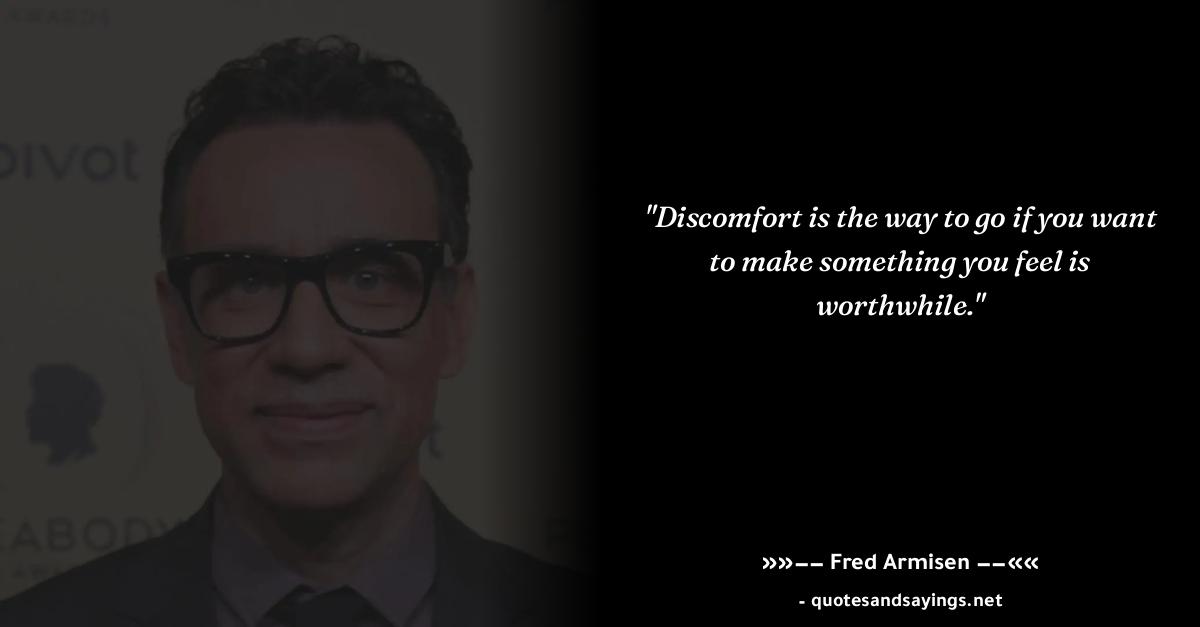 AWARDS
pivot
"Discomfort is the way to go if you want
to make something you feel is
worthwhile."
t
EABODY
AWA
»»−− Fred Armisen −−««
- quotesandsayings.net